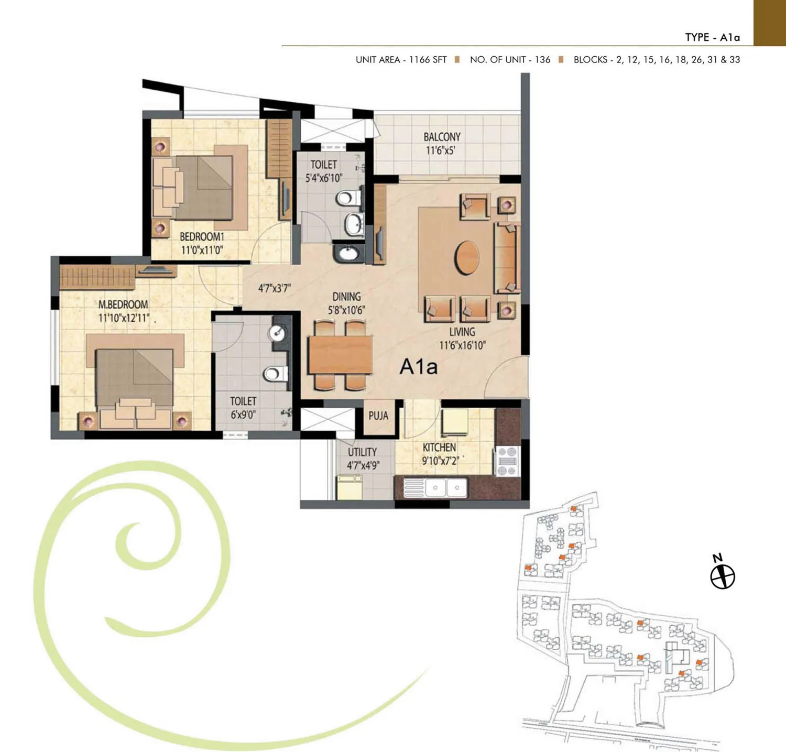 TYPE - A1a
UNIT AREA - 1166 SFT NO. OF UNIT - 136 BLOCKS - 2, 12, 15, 16, 18, 26, 31 & 33
BALCONY
11'6"x5'
TOILET
5'4"x6'10"
BEDROOM1
11'0"x11'0"
4'7"x3'7"
M.BEDROOM
11'10"x12'11"
DINING
5'8"x10'6"
LIVING
11'6"x16'10"
A1a
TOILET
6'x9'0"
PUJA
UTILITY
4'7"x4'9"
KITCHEN
9'10"x7'2"
N